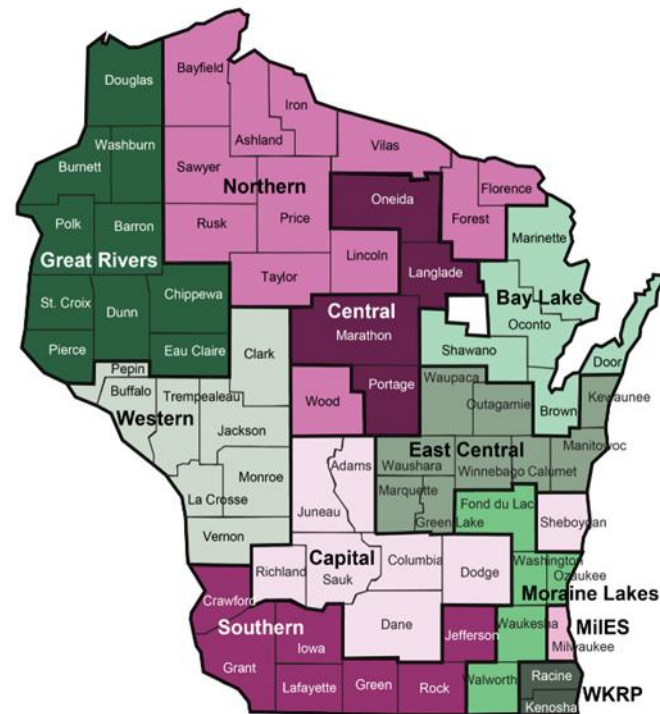 Douglas
Bayfield
Iron
Ashland
Washburn
Burnett
Vilas
Sawyer
Northern
Florence
Oneida
Forest
Polk
Barron
Rusk
Price
Marinette
Great Rivers
Lincoln
Langlade
Taylor
Chippewa
Bay Lake
St. Croix
Dunn
Central
Oconto
Marathon
Pierce
Eau Claire
Clark
Shawano
Door
Pepin
Waupaca
Buffalo
Trempealeau
Portage
Kewaunee
Western
Wood
Outagamie
Brown
Jackson
East Central
Manitowoc
Adams
Waushara
Winnebago
Calumet
Monroe
Marquette
La Crosse
Fond du Lac
Juneau
Green Lake
Sheboygan
Vernon
Capital
Columbia
Washington
Richland
Sauk
Dodge
Ozaukee
Moraine Lakes
Crawford
Southern
Dane
Jefferson
Waukesha
MilES
Milwaukee
Iowa
Grant
Racine
Lafayette
Green
Rock
Walworth
WKRP
Kenosha